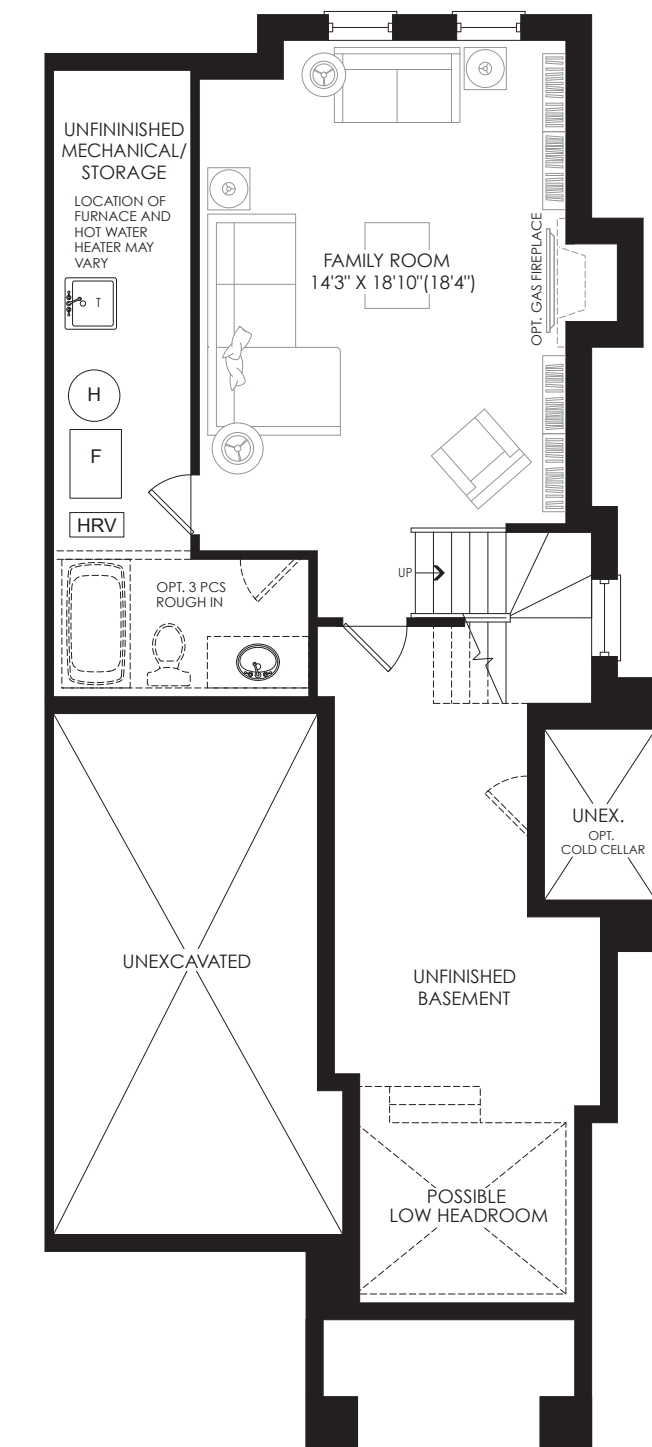 UNFININISHED
MECHANICAL/
STORAGE
LOCATION OF
FURNACE AND
HOT WATER
HEATER MAY
VARY
T
H
F
HRV
FAMILY ROOM
14'3" X 18'10"(18'4")
OPT. GAS FIREPLACE
UP
OPT. 3 PCS
ROUGH IN
UNEX.
OPT.
COLD CELLAR
UNEXCAVATED
UNFINISHED
BASEMENT
POSSIBLE
LOW HEADROOM